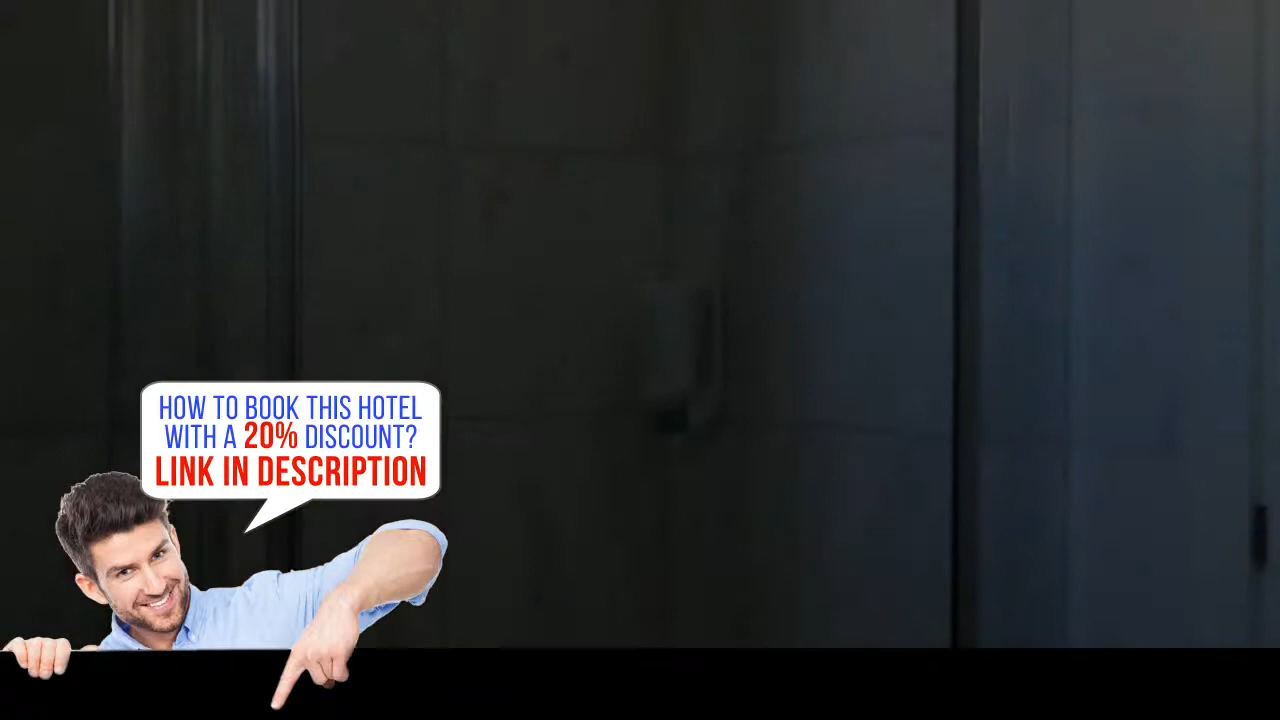 HOW TO BOOK THIS HOTEL
WITH A 20% DISCOUNT?
LINK IN DESCRIPTION